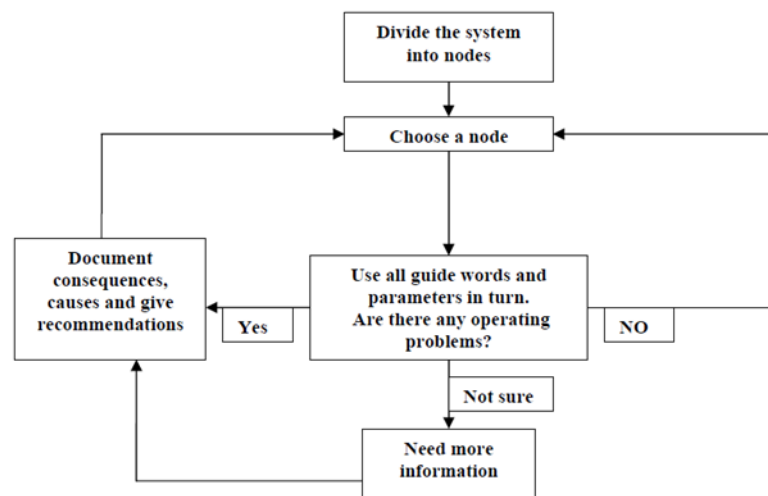 Divide the system
into nodes
Choose a node
Document
consequences,
causes and give
recommendations
Use all guide words and
parameters in turn.
Are there any operating
problems?
Yes
NO
Not sure
Need more
information